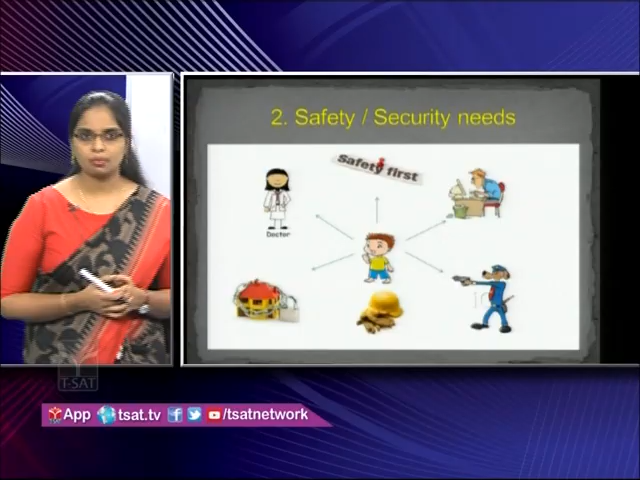 2. Safety / Security needs
Safety first
Doctor
T-SAT
App tsat.tv /tsatnetwork